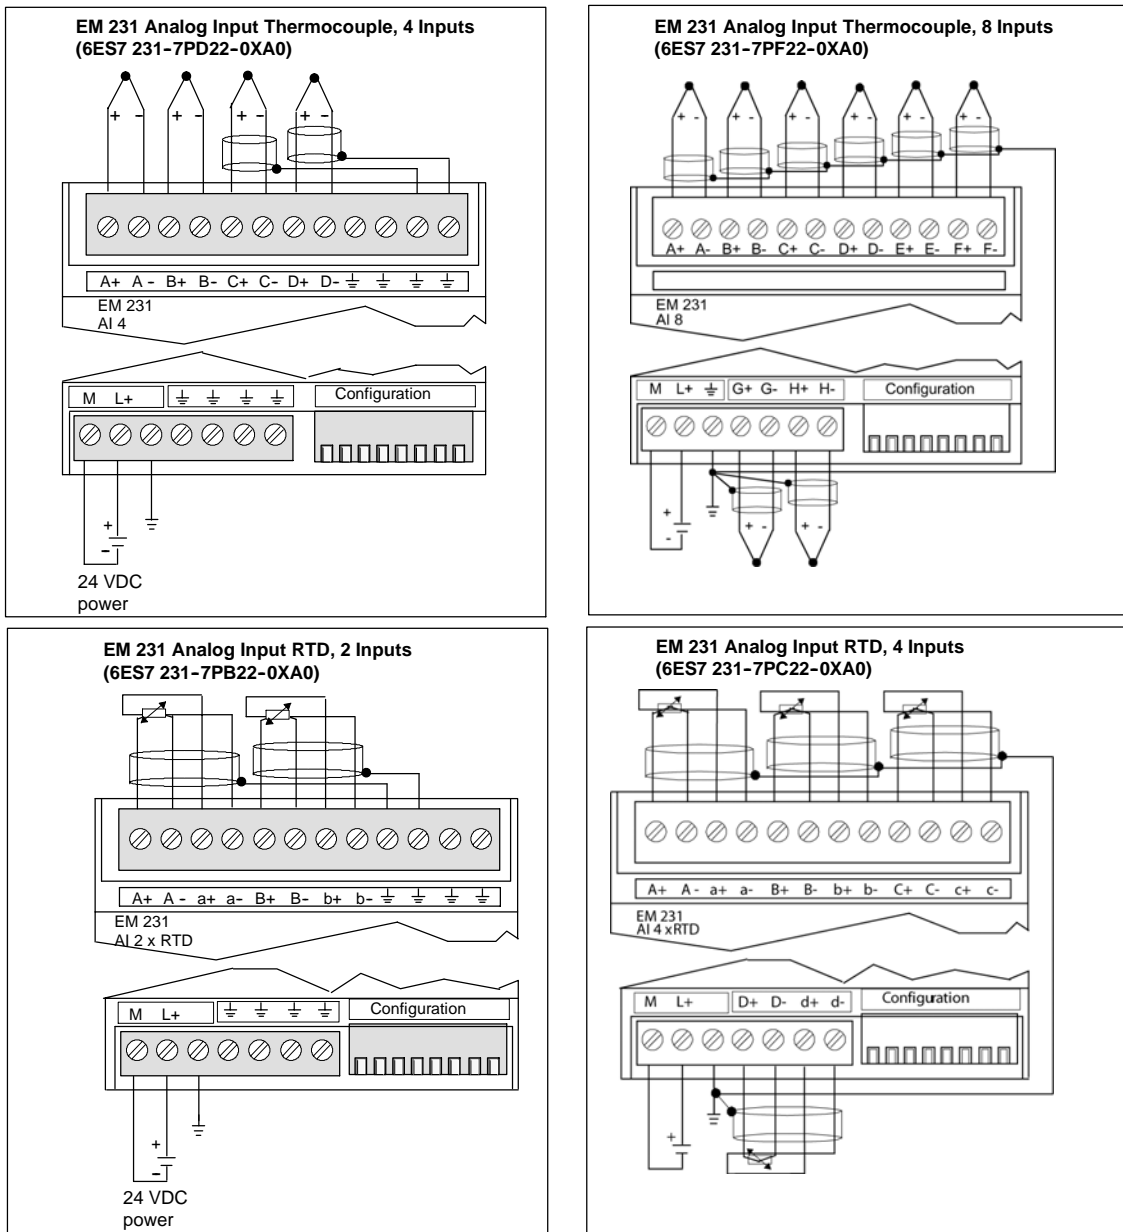 EM 231 Analog Input Thermocouple, 4 Inputs
(6ES7 231-7PD22-0XA0)
+ - + - + - + -
A+ A - B+ B- C+ C- D+ D- ⏚ ⏚ ⏚ ⏚
EM 231
AI 4
M L+ ⏚ ⏚ ⏚ ⏚ Configuration
+
-
24 VDC
power
EM 231 Analog Input Thermocouple, 8 Inputs
(6ES7 231-7PF22-0XA0)
+ - + - + - + - + - + -
A+ A- B+ B- C+ C- D+ D- E+ E- F+ F-
EM 231
AI 8
M L+ ⏚ G+ G- H+ H- Configuration
+
-
+ - + -
EM 231 Analog Input RTD, 2 Inputs
(6ES7 231-7PB22-0XA0)
A+ A - a+ a- B+ B- b+ b- ⏚ ⏚ ⏚ ⏚
EM 231
AI 2 x RTD
M L+ ⏚ ⏚ ⏚ ⏚ Configuration
+
-
24 VDC
power
EM 231 Analog Input RTD, 4 Inputs
(6ES7 231-7PC22-0XA0)
A+ A - a+ a- B+ B- b+ b- C+ C- c+ c-
EM 231
AI 4 xRTD
M L+ D+ D- d+ d- Configuration
+